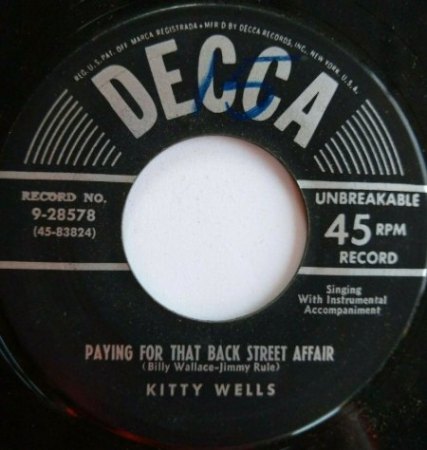 REG. U.S. PAT. OFF. MARCA REGISTRADA • MFR'D BY DECCA RECORDS, INC., NEW YORK, U.S.A.
DECCA
RECORD NO.
9-28578
(45-83824)
UNBREAKABLE
45 RPM
RECORD
Singing
With Instrumental
Accompaniment
PAYING FOR THAT BACK STREET AFFAIR
(Billy Wallace-Jimmy Rule)
KITTY WELLS